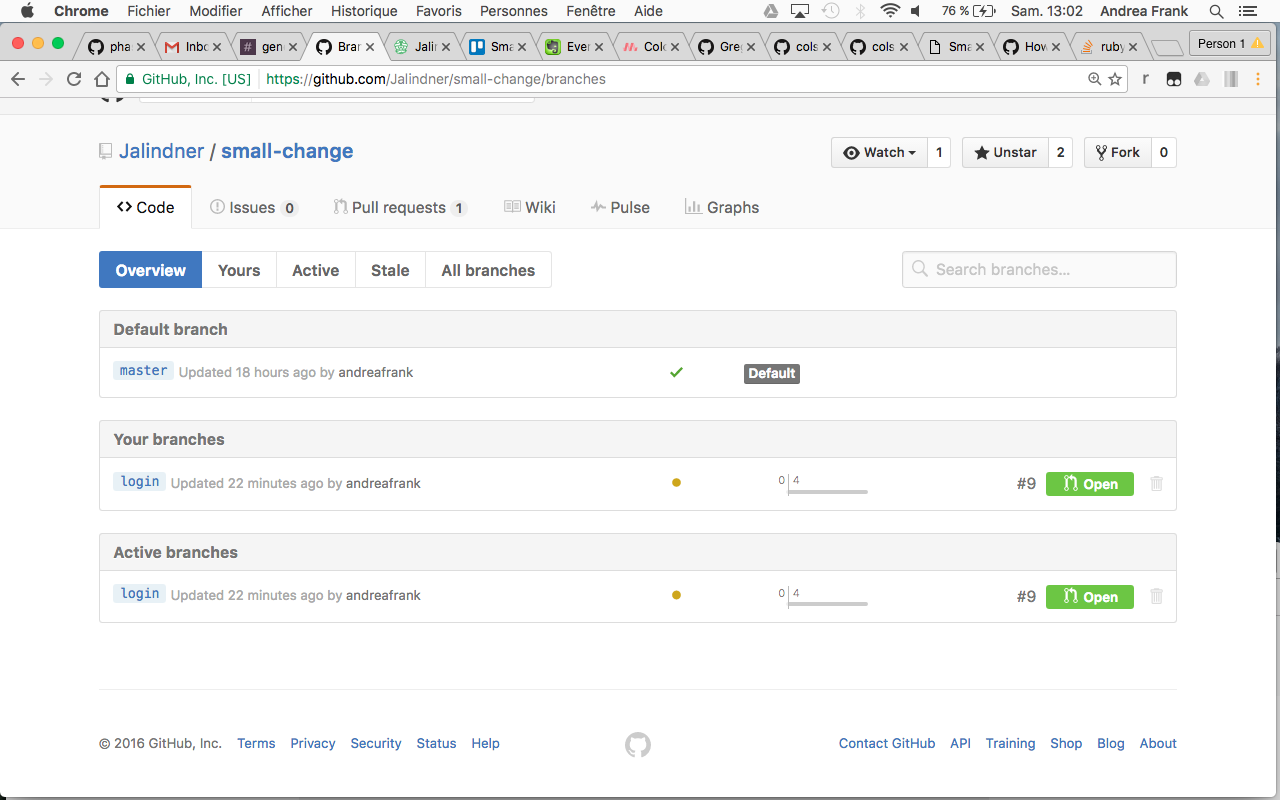 Chrome Fichier Modifier Afficher Historique Favoris Personnes Fenêtre Aide 76 % Sam. 13:02 Andrea Frank
pha Inbo gen Bran Jalin Sma Even Colo Gree cols cols Sma How ruby Person 1
GitHub, Inc. [US] https://github.com/Jalindner/small-change/branches r
Jalindner / small-change Watch 1 Unstar 2 Fork 0
Code Issues 0 Pull requests 1 Wiki Pulse Graphs
Overview Yours Active Stale All branches Search branches...
Default branch
master Updated 18 hours ago by andreafrank Default
Your branches
login Updated 22 minutes ago by andreafrank 0 4 #9 Open
Active branches
login Updated 22 minutes ago by andreafrank 0 4 #9 Open
© 2016 GitHub, Inc. Terms Privacy Security Status Help Contact GitHub API Training Shop Blog About